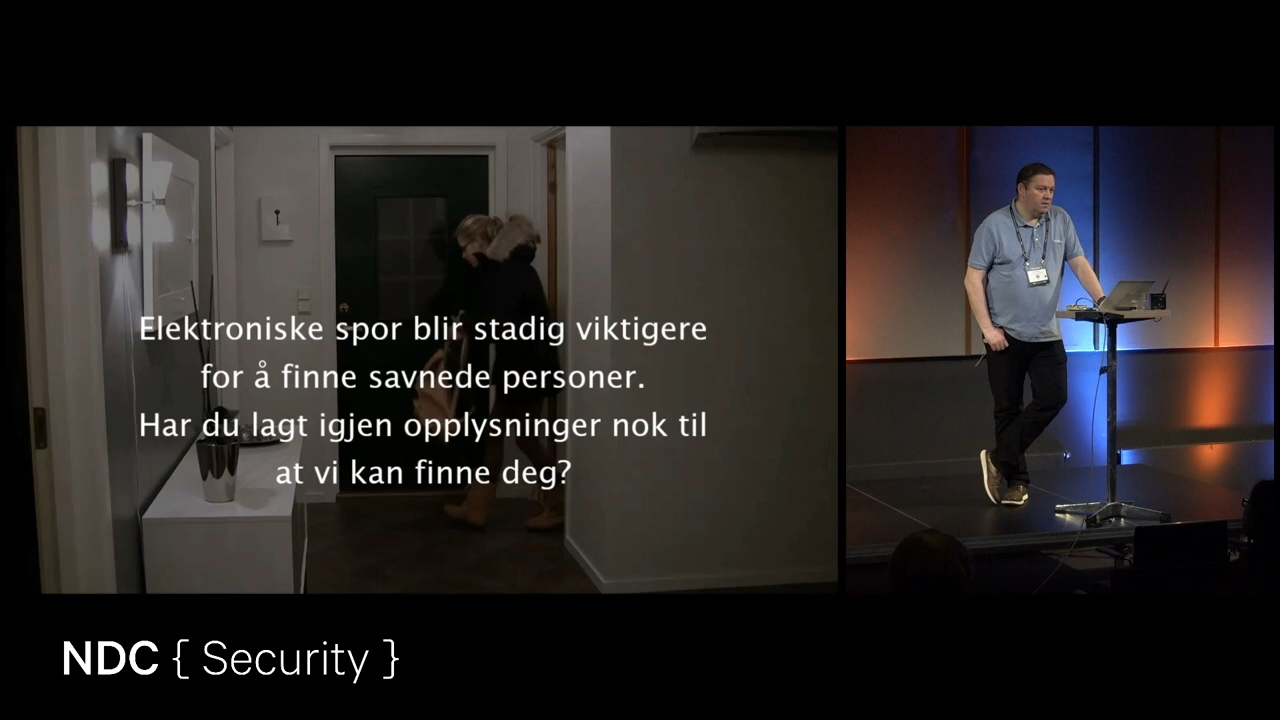 Elektroniske spor blir stadig viktigere
for å finne savnede personer.
Har du lagt igjen opplysninger nok til
at vi kan finne deg?
NDC { Security }